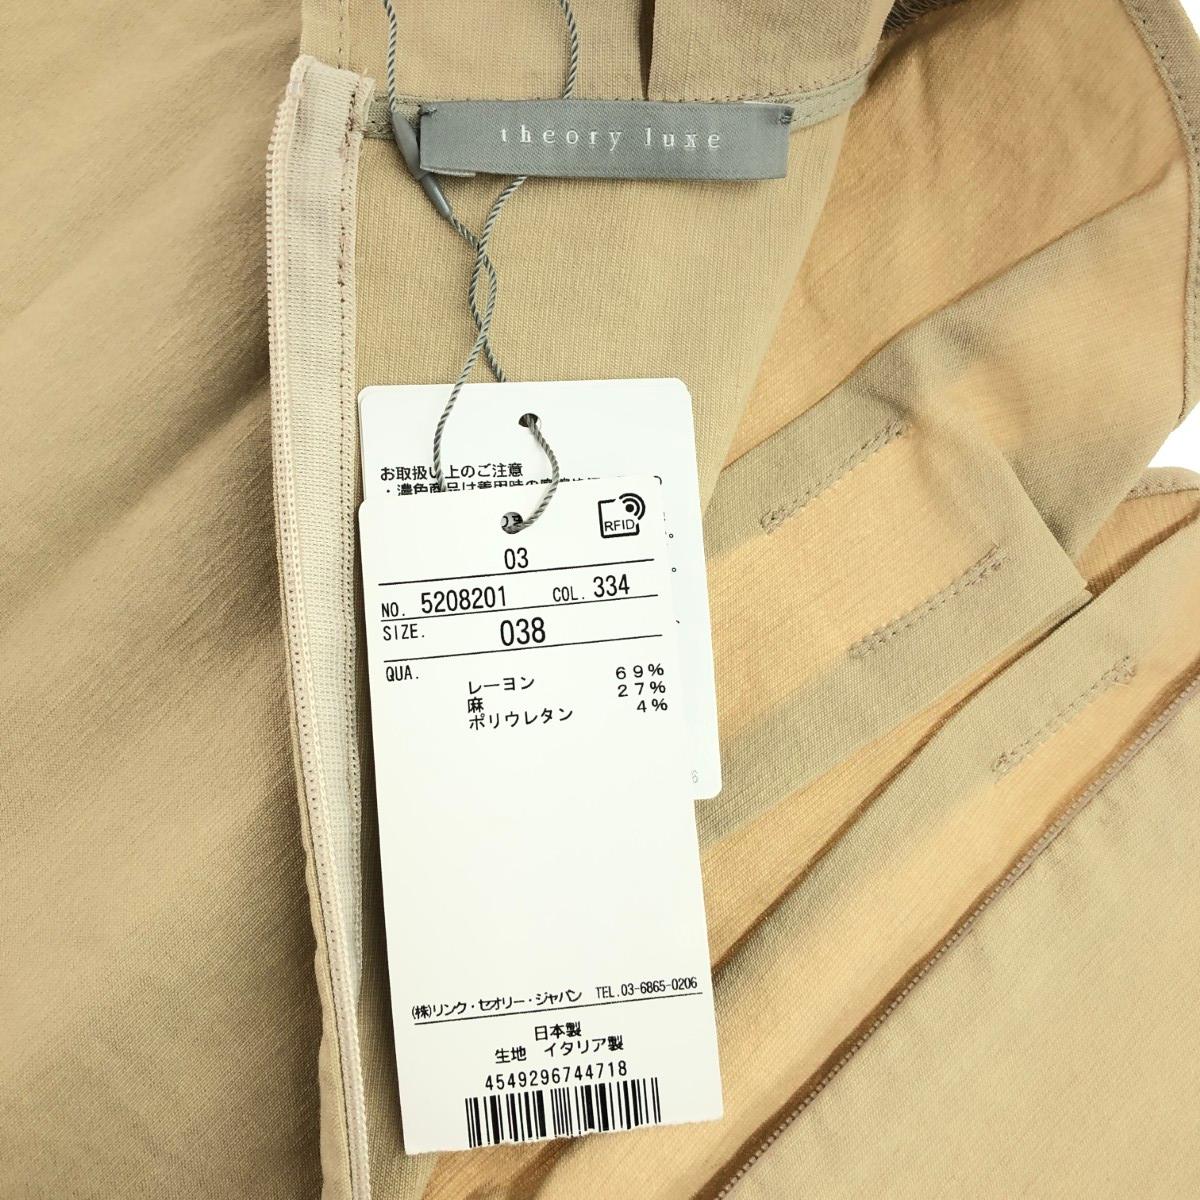 theory luxe
お取扱い上のご注意
RFID
03
NO. 5208201 COL. 334
SIZE. 038
QUA.
レーヨン 69%
麻 27%
ポリウレタン 4%
(株)リンク・セオリー・ジャパン TEL.03-6865-0206
日本製
生地 イタリア製
4549296744718